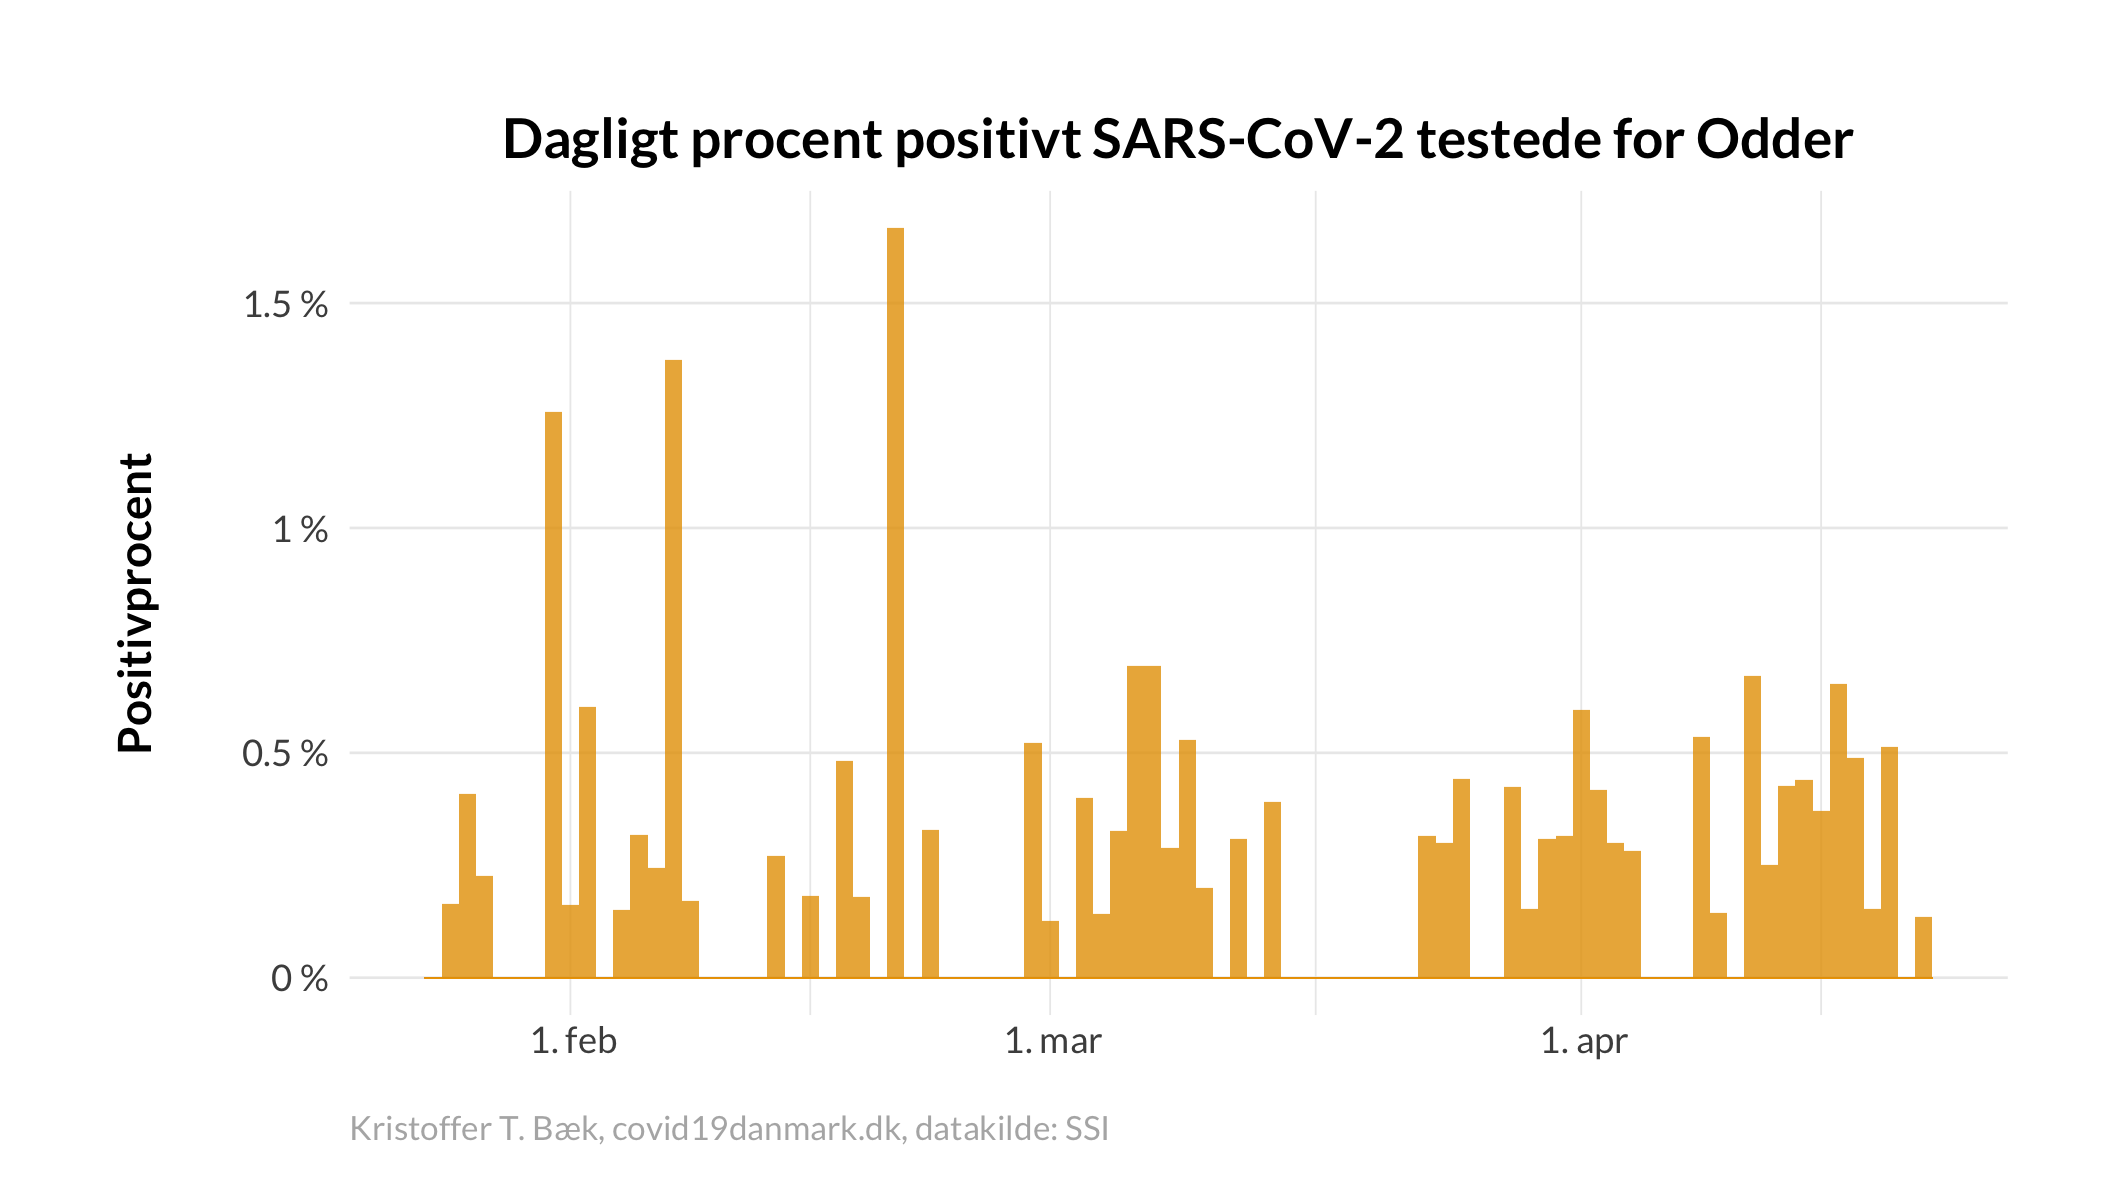 Dagligt procent positivt SARS-CoV-2 testede for Odder
Positivprocent
1.5 %
1 %
0.5 %
0 %
1. feb
1. mar
1. apr
Kristoffer T. Bæk, covid19danmark.dk, datakilde: SSI